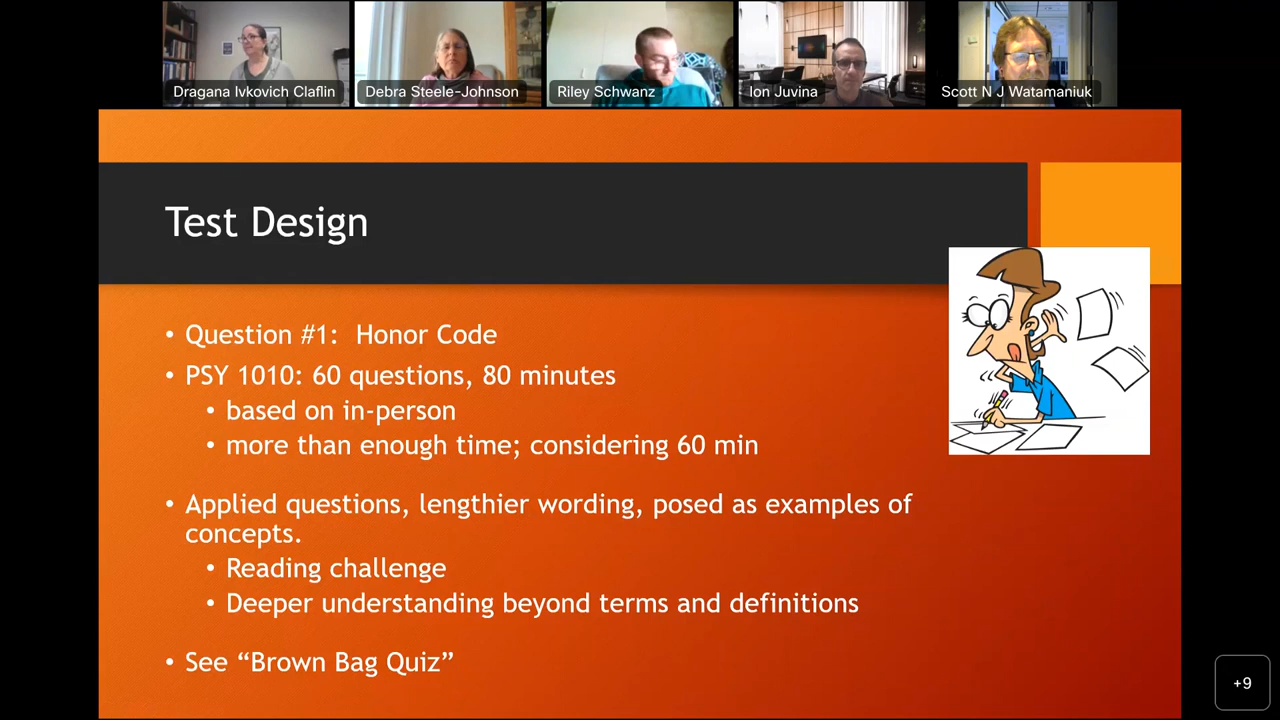 Dragana Ivkovich Claflin
Debra Steele-Johnson
Riley Schwanz
Ion Juvina
Scott N J Watamaniuk
Test Design
• Question #1: Honor Code
• PSY 1010: 60 questions, 80 minutes
• based on in-person
• more than enough time; considering 60 min
• Applied questions, lengthier wording, posed as examples of
concepts.
• Reading challenge
• Deeper understanding beyond terms and definitions
• See “Brown Bag Quiz”
+9